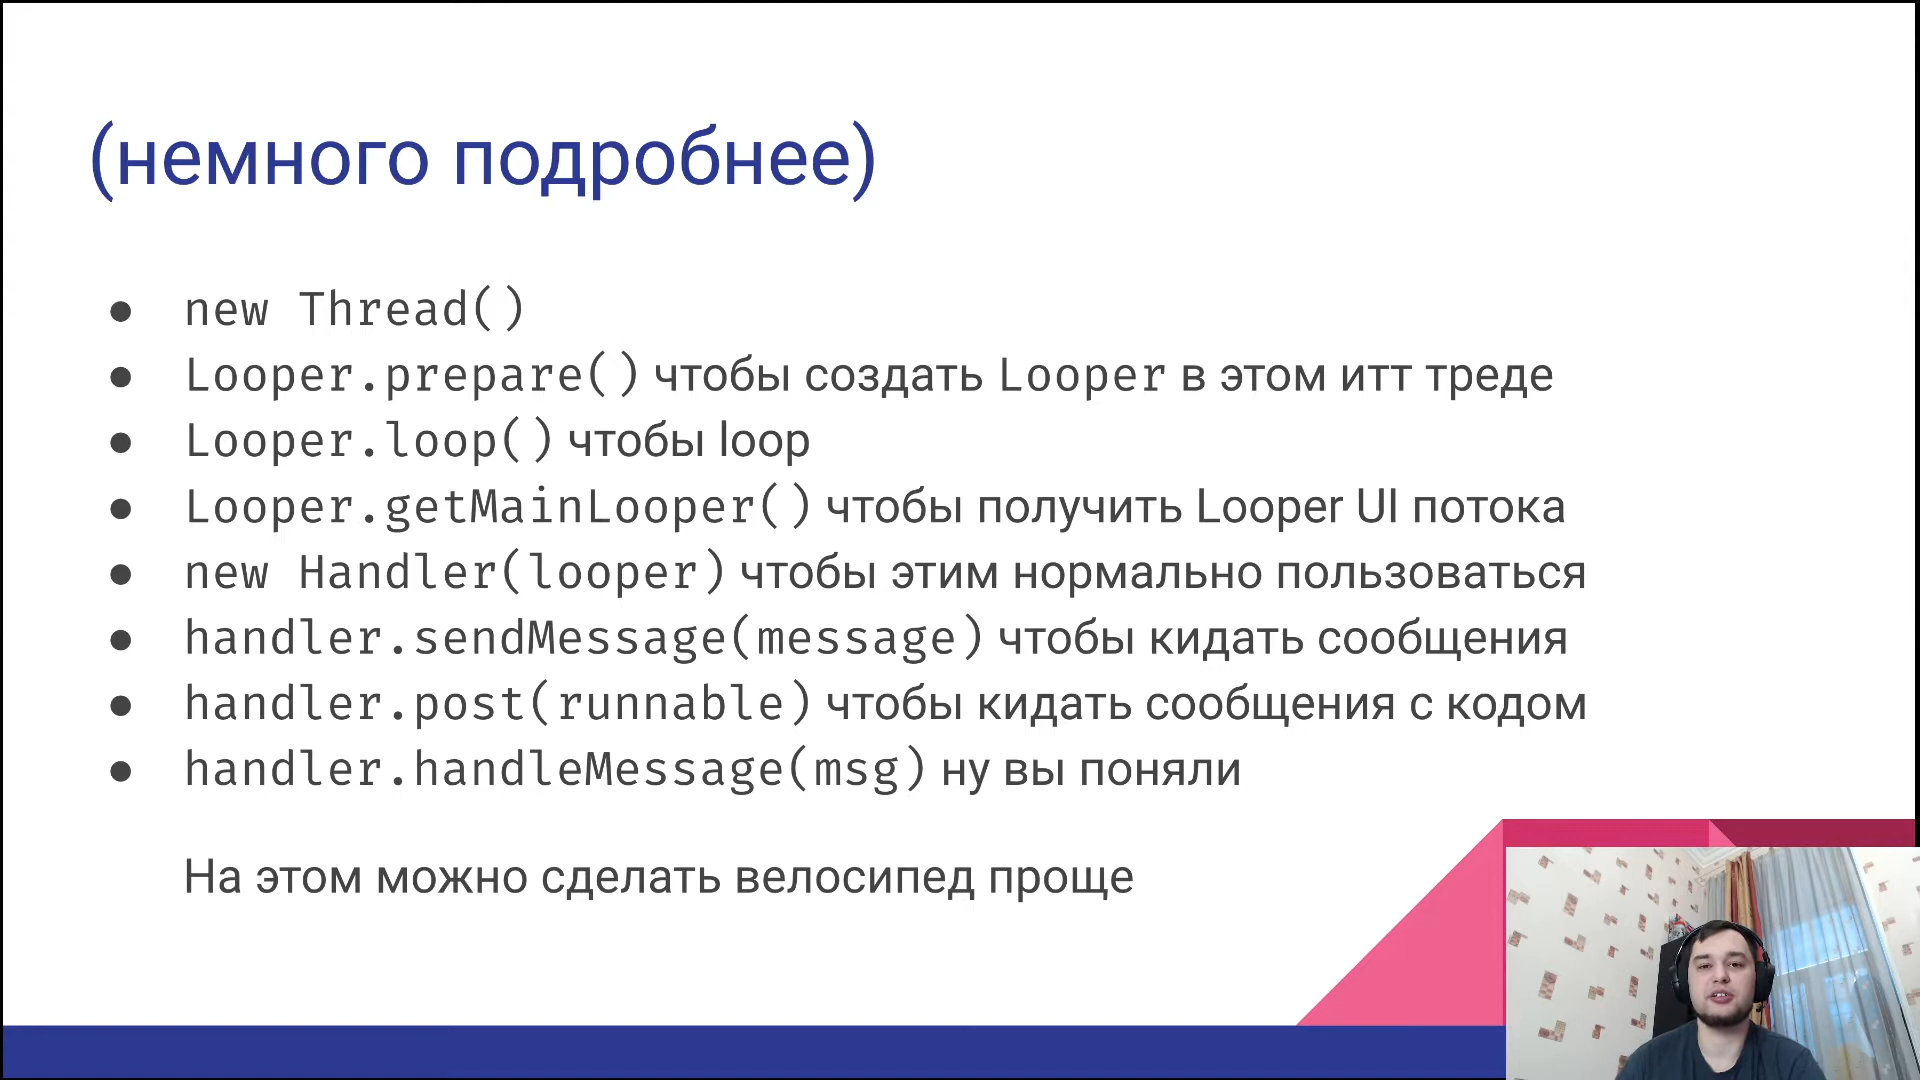 (немного подробнее)
● new Thread()
● Looper.prepare() чтобы создать Looper в этом итт треде
● Looper.loop() чтобы loop
● Looper.getMainLooper() чтобы получить Looper UI потока
● new Handler(looper) чтобы этим нормально пользоваться
● handler.sendMessage(message) чтобы кидать сообщения
● handler.post(runnable) чтобы кидать сообщения с кодом
● handler.handleMessage(msg) ну вы поняли
На этом можно сделать велосипед проще